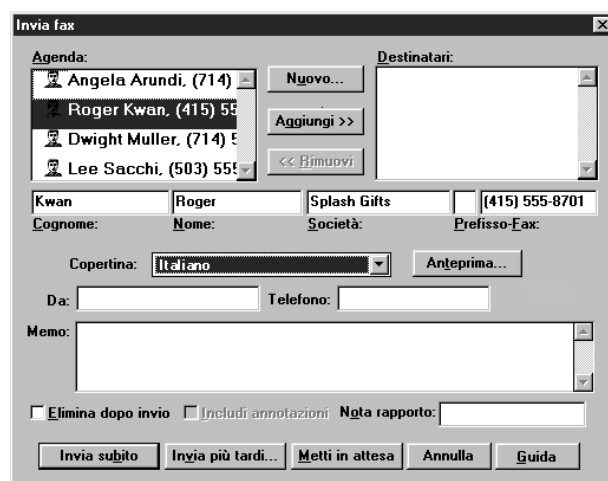 Invia fax
Agenda:
Destinatari:
Angela Arundi, (714)
Roger Kwan, (415) 55
Dwight Muller, (714) 5
Lee Sacchi, (503) 555
Nuovo...
Aggiungi >>
<< Rimuovi
Kwan Roger Splash Gifts (415) 555-8701
Cognome: Nome: Società: Prefisso-Fax:
Copertina: Italiano Anteprima...
Da: Telefono:
Memo:
Elimina dopo invio Includi annotazioni Nota rapporto:
Invia subito Invia più tardi... Metti in attesa Annulla Guida